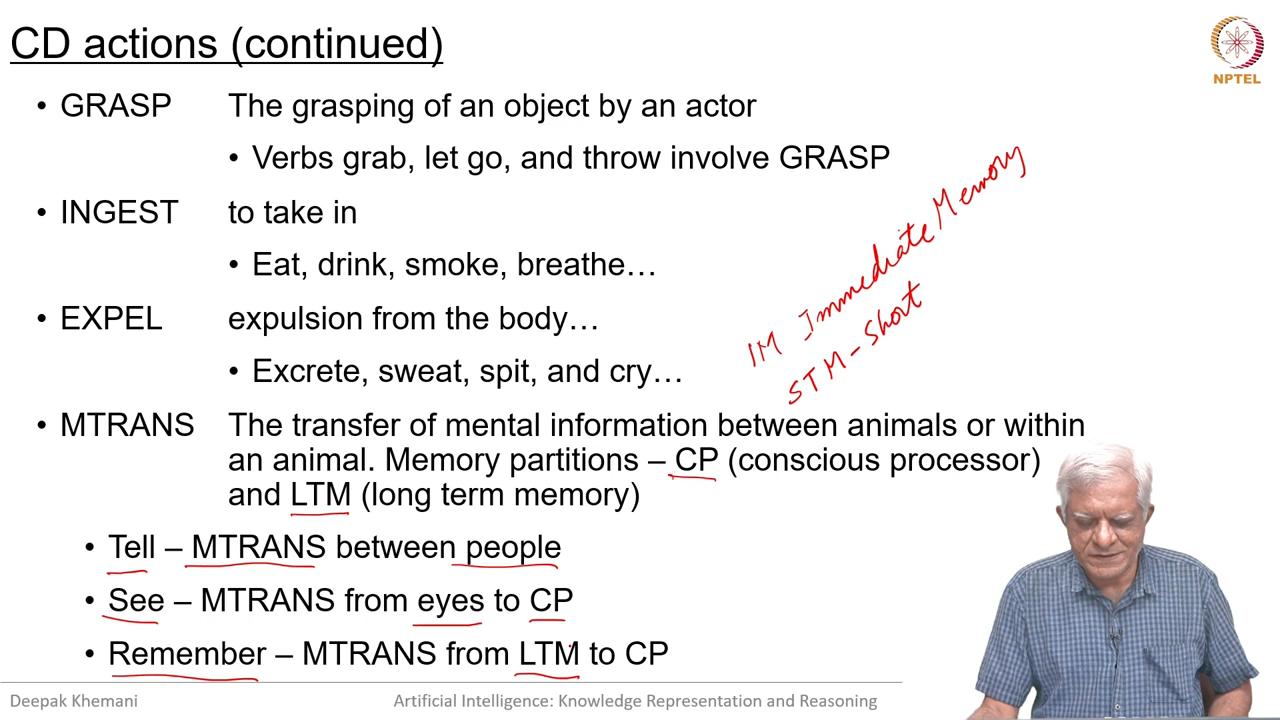 CD actions (continued)
NPTEL
• GRASP The grasping of an object by an actor
• Verbs grab, let go, and throw involve GRASP
• INGEST to take in
• Eat, drink, smoke, breathe…
• EXPEL expulsion from the body…
• Excrete, sweat, spit, and cry…
IM Immediate Memory
STM - Short
• MTRANS The transfer of mental information between animals or within
an animal. Memory partitions – CP (conscious processor)
and LTM (long term memory)
• Tell – MTRANS between people
• See – MTRANS from eyes to CP
• Remember – MTRANS from LTM to CP
Deepak Khemani Artificial Intelligence: Knowledge Representation and Reasoning